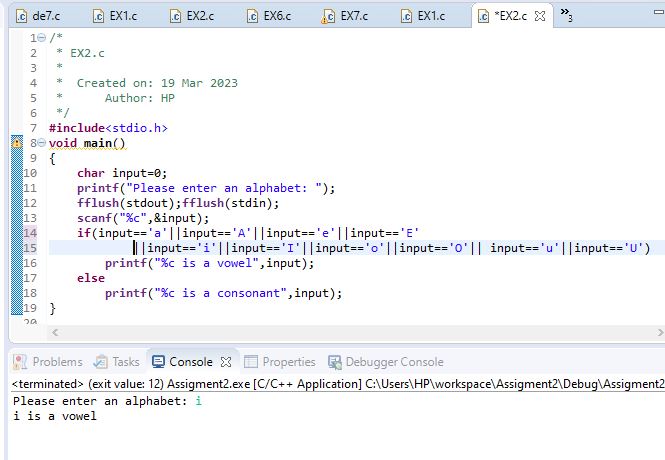 de7.c EX1.c EX2.c EX6.c EX7.c EX1.c *EX2.c »3
1 /*
2 * EX2.c
3 *
4 *  Created on: 19 Mar 2023
5 *      Author: HP
6 */
7 #include<stdio.h>
8 void main()
9 {
10     char input=0;
11     printf("Please enter an alphabet: ");
12     fflush(stdout);fflush(stdin);
13     scanf("%c",&input);
14     if(input=='a'||input=='A'||input=='e'||input=='E'
15             ||input=='i'||input=='I'||input=='o'||input=='O'|| input=='u'||input=='U')
16         printf("%c is a vowel",input);
17     else
18         printf("%c is a consonant",input);
19 }
20
Problems Tasks Console Properties Debugger Console
<terminated> (exit value: 12) Assigment2.exe [C/C++ Application] C:\Users\HP\workspace\Assigment2\Debug\Assigment2
Please enter an alphabet: i
i is a vowel